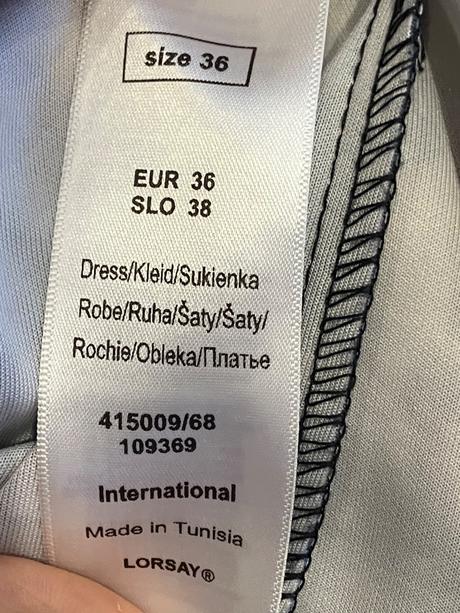 size 36
EUR 36
SLO 38
Dress/Kleid/Sukienka
Robe/Ruha/Šaty/Šaty/
Rochie/Obleka/Платье
415009/68
109369
International
Made in Tunisia
LORSAY®